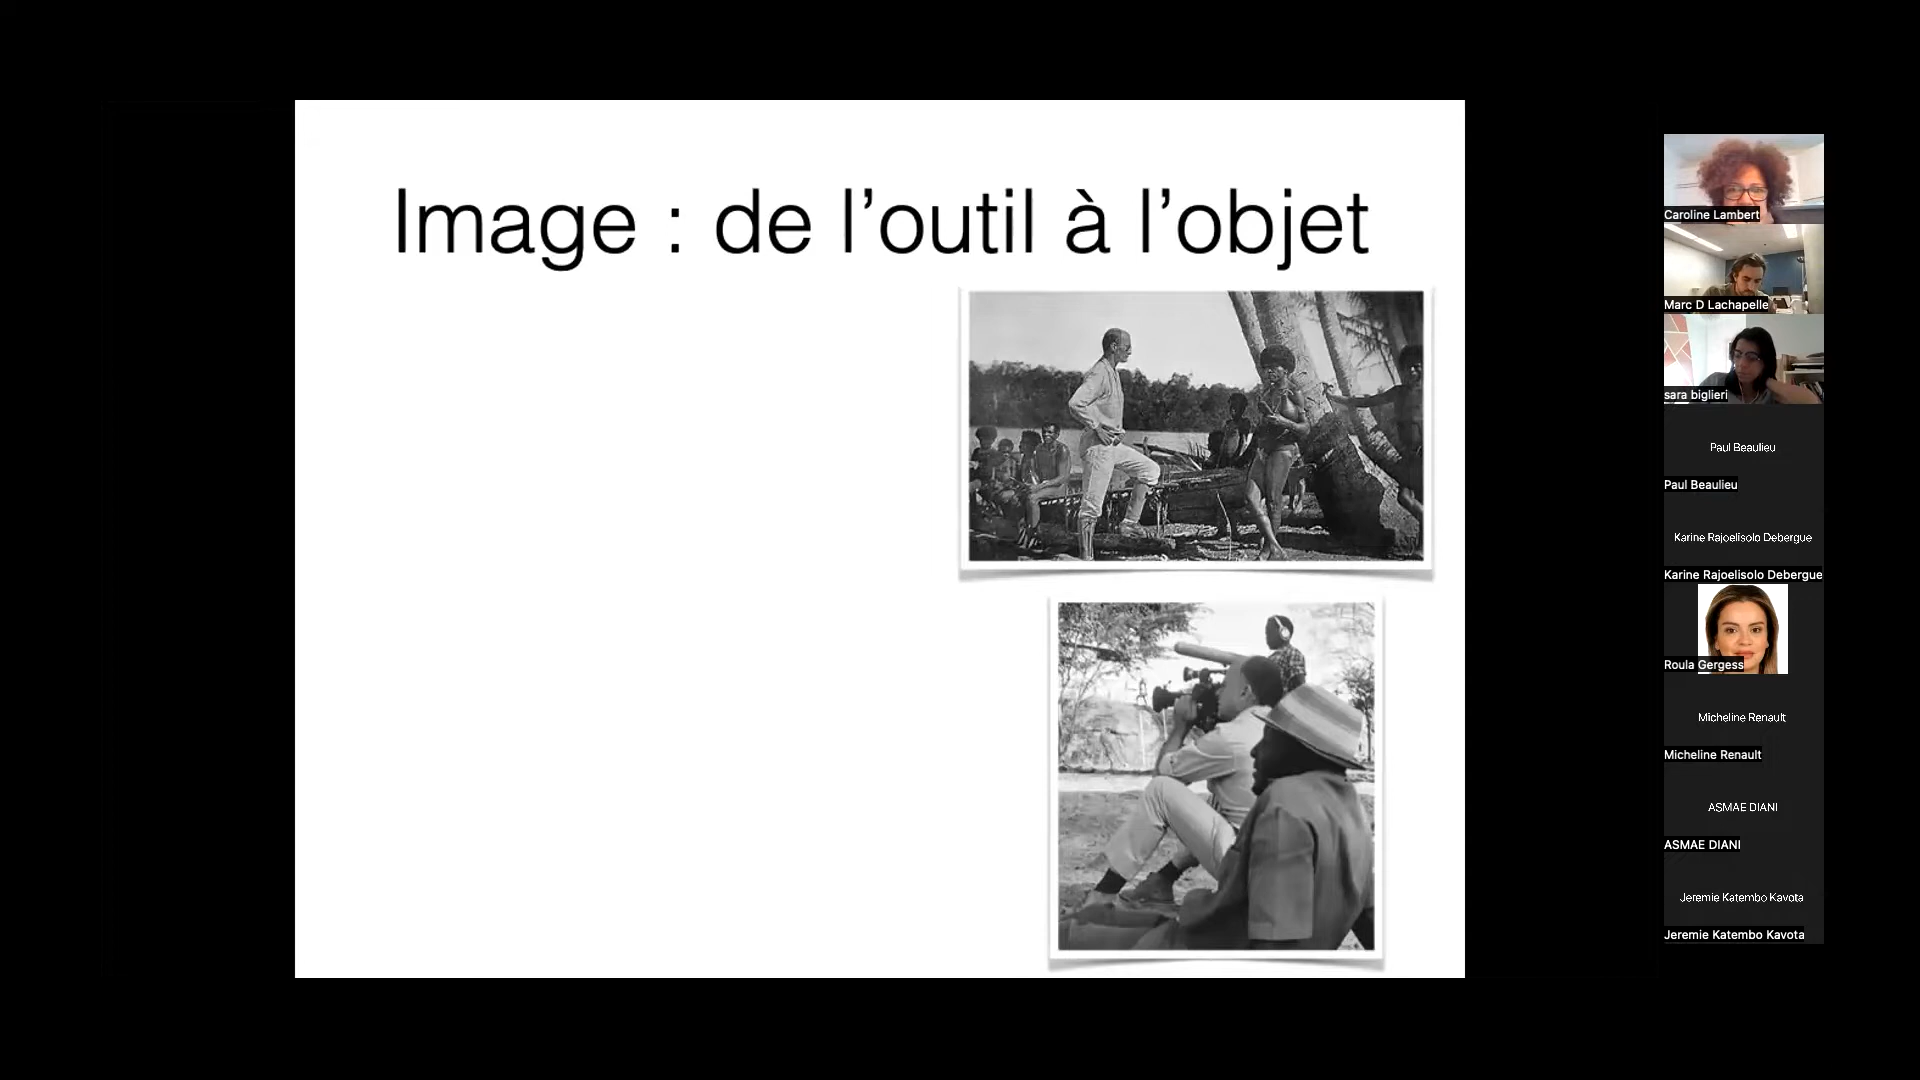 Image : de l’outil à l’objet
Caroline Lambert
Marc D Lachapelle
sara biglieri
Paul Beaulieu
Paul Beaulieu
Karine Rajoelisolo Debergue
Karine Rajoelisolo Debergue
Roula Gergess
Micheline Renault
Micheline Renault
ASMAE DIANI
ASMAE DIANI
Jeremie Katembo Kavota
Jeremie Katembo Kavota